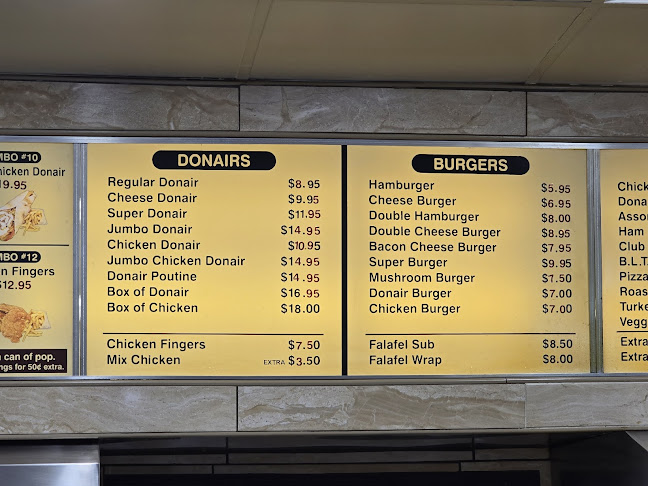 MBO #10
hicken Donair
19.95
MBO #12
n Fingers
$12.95
can of pop.
ngs for 50¢ extra.
DONAIRS
Regular Donair $8.95
Cheese Donair $9.95
Super Donair $11.95
Jumbo Donair $14.95
Chicken Donair $10.95
Jumbo Chicken Donair $14.95
Donair Poutine $14.95
Box of Donair $16.95
Box of Chicken $18.00
Chicken Fingers $7.50
Mix Chicken EXTRA $3.50
BURGERS
Hamburger $5.95
Cheese Burger $6.95
Double Hamburger $8.00
Double Cheese Burger $8.95
Bacon Cheese Burger $7.95
Super Burger $9.95
Mushroom Burger $7.50
Donair Burger $7.00
Chicken Burger $7.00
Falafel Sub $8.50
Falafel Wrap $8.00
Chick
Dona
Asso
Ham
Club
B.L.T.
Pizza
Roas
Turke
Vegg
Extra
Extra